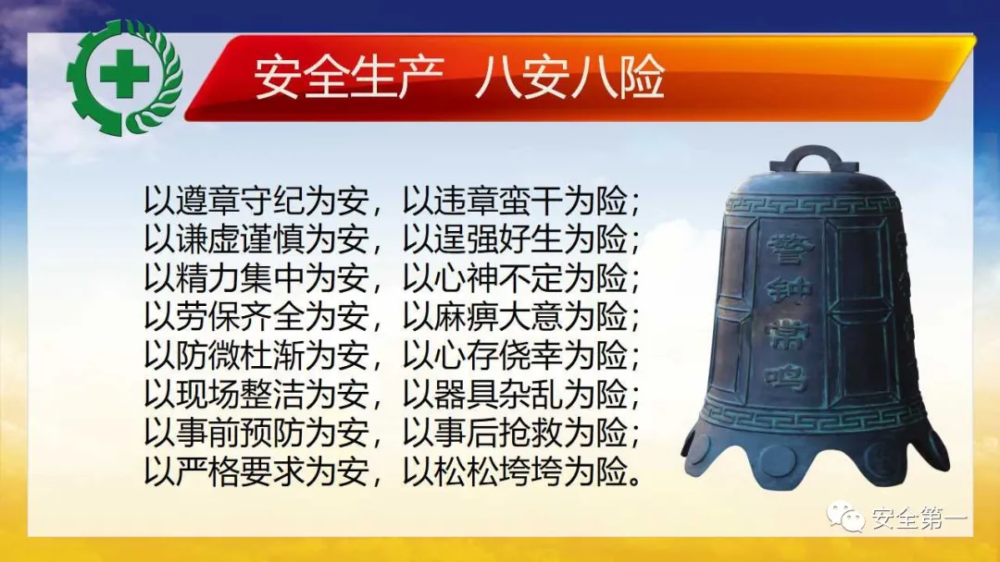 安全生产 八安八险
以遵章守纪为安，以违章蛮干为险；
以谦虚谨慎为安，以逞强好生为险；
以精力集中为安，以心神不定为险；
以劳保齐全为安，以麻痹大意为险；
以防微杜渐为安，以心存侥幸为险；
以现场整洁为安，以器具杂乱为险；
以事前预防为安，以事后抢救为险；
以严格要求为安，以松松垮垮为险。
警钟常鸣
安全第一